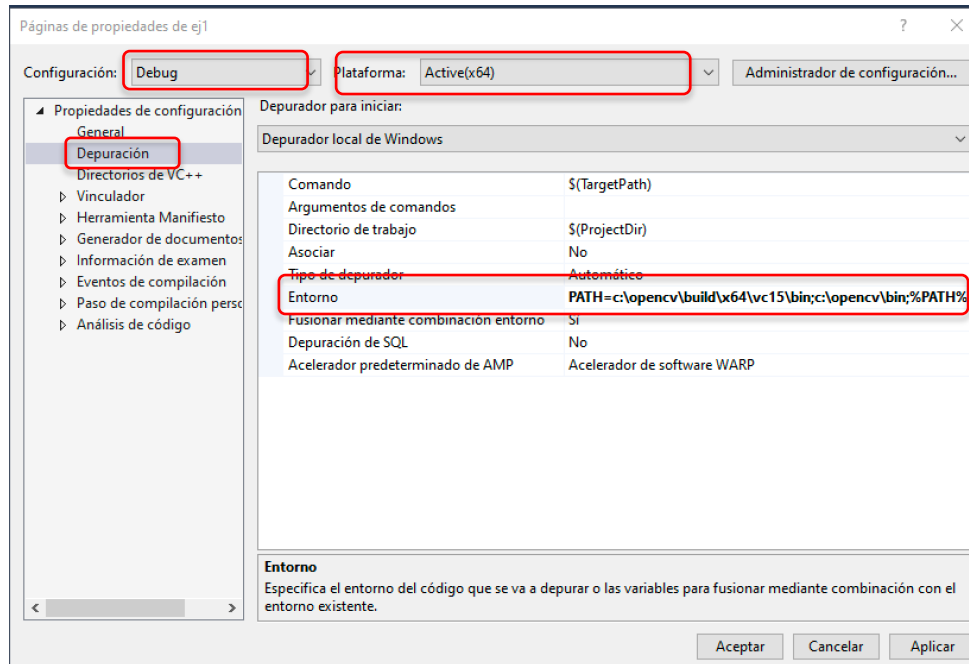 Páginas de propiedades de ej1
Configuración: Debug Plataforma: Active(x64) Administrador de configuración...
Propiedades de configuración
General
Depuración
Directorios de VC++
Vinculador
Herramienta Manifiesto
Generador de documentos
Información de examen
Eventos de compilación
Paso de compilación perso
Análisis de código
Depurador para iniciar:
Depurador local de Windows
Comando $(TargetPath)
Argumentos de comandos
Directorio de trabajo $(ProjectDir)
Asociar No
Tipo de depurador Automático
Entorno PATH=c:\opencv\build\x64\vc15\bin;c:\opencv\bin;%PATH%
Fusionar mediante combinación entorno Sí
Depuración de SQL No
Acelerador predeterminado de AMP Acelerador de software WARP
Entorno
Especifica el entorno del código que se va a depurar o las variables para fusionar mediante combinación con el
entorno existente.
Aceptar Cancelar Aplicar